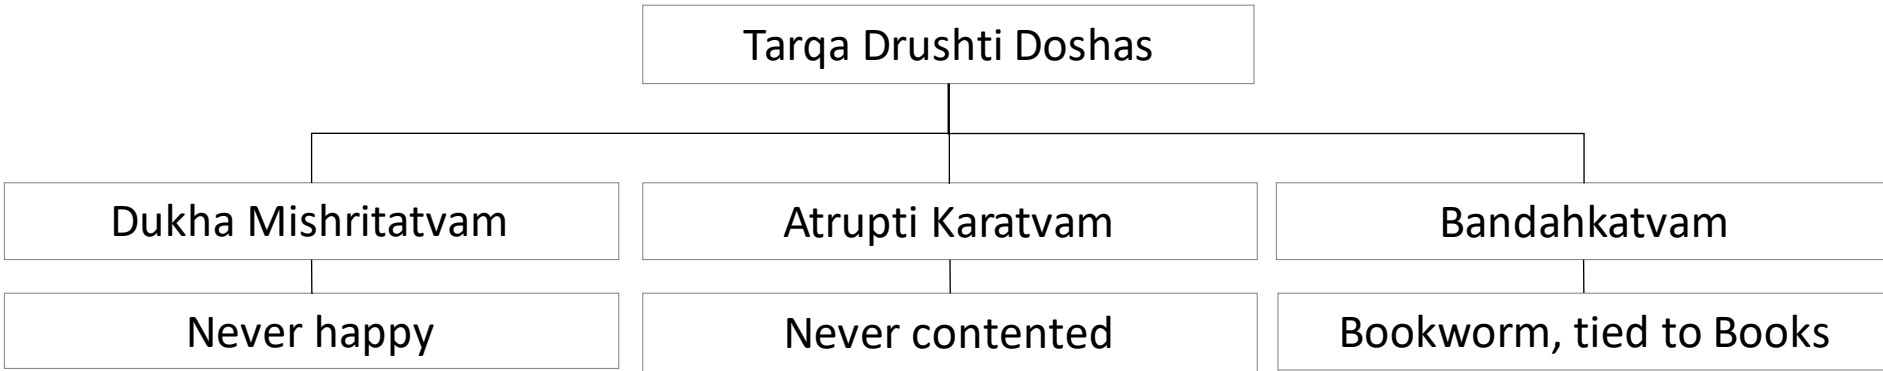 Tarqa Drushti Doshas
Dukha Mishritatvam
Atrupti Karatvam
Bandahkatvam
Never happy
Never contented
Bookworm, tied to Books